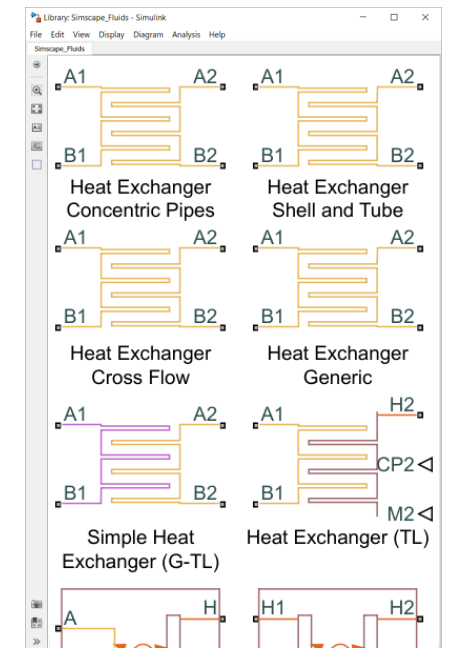 Library: Simscape_Fluids - Simulink
File Edit View Display Diagram Analysis Help
Simscape_Fluids
A1 A2 A1 A2
B1 B2 B1 B2
Heat Exchanger Heat Exchanger
Concentric Pipes Shell and Tube
A1 A2 A1 A2
B1 B2 B1 B2
Heat Exchanger Heat Exchanger
Cross Flow Generic
A1 A2 A1 H2
CP2
B1 B2 B1 M2
Simple Heat Heat Exchanger (TL)
Exchanger (G-TL)
A H H1 H2